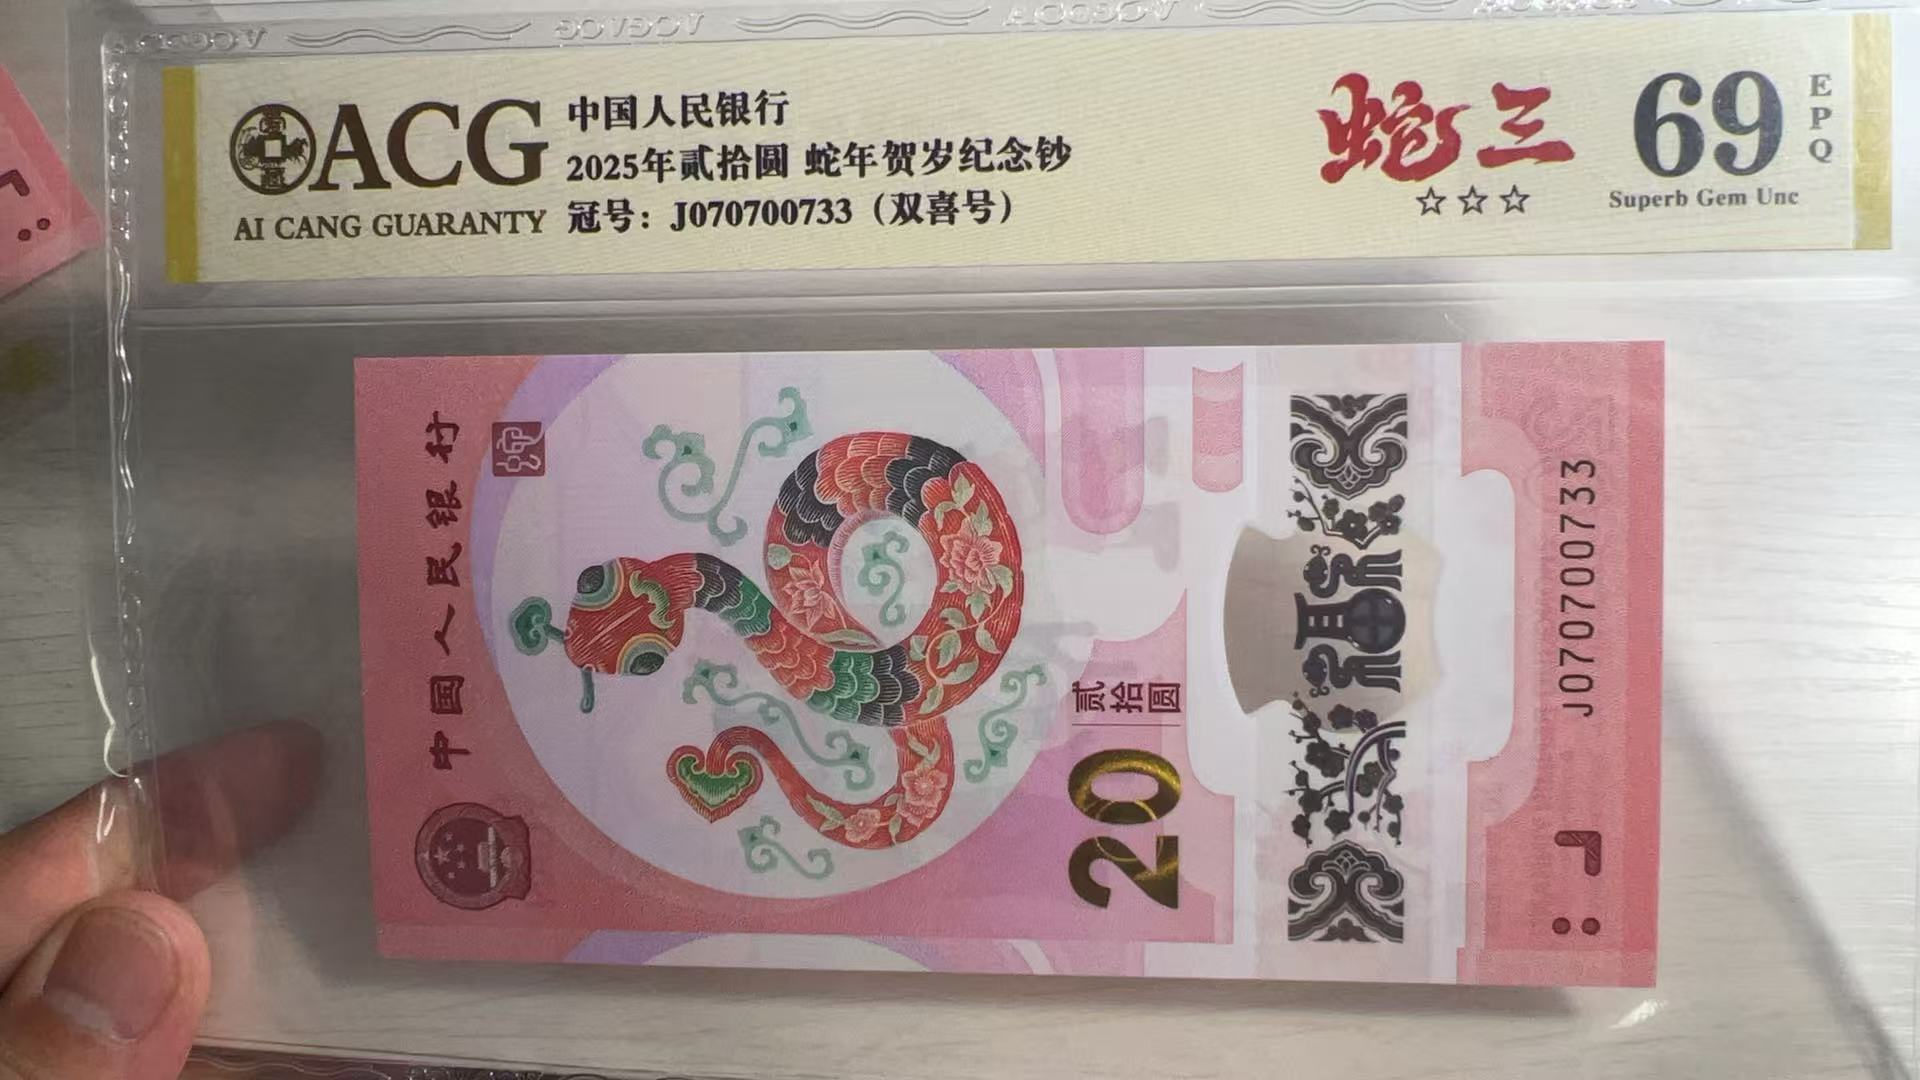 ACG
AI CANG GUARANTY
中国人民银行
2025年贰拾圆 蛇年贺岁纪念钞
冠号：J070700733（双喜号）
蛇三
☆☆☆
69
EPQ
Superb Gem Unc
中国人民银行
蛇
20
贰拾圆
福
J070700733